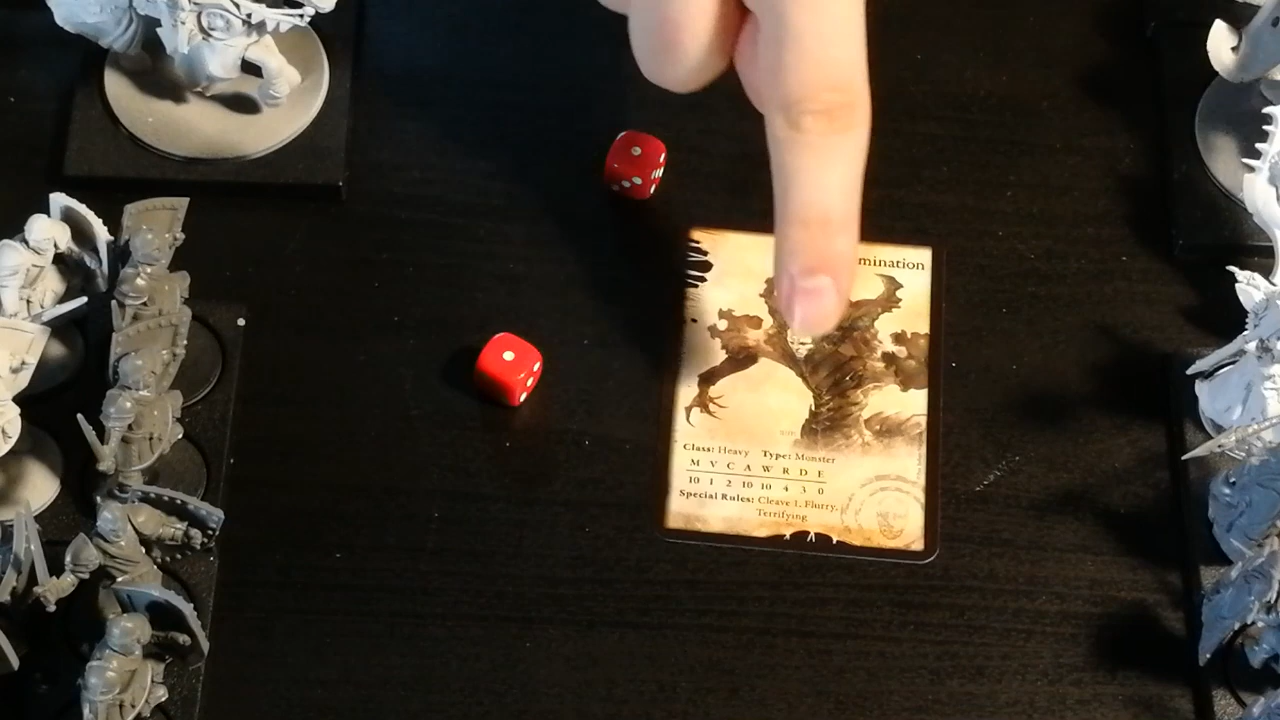 mination
Class: Heavy Type: Monster
M V C A W R D E
10 1 2 10 10 4 3 0
Special Rules: Cleave 1, Flurry,
Terrifying